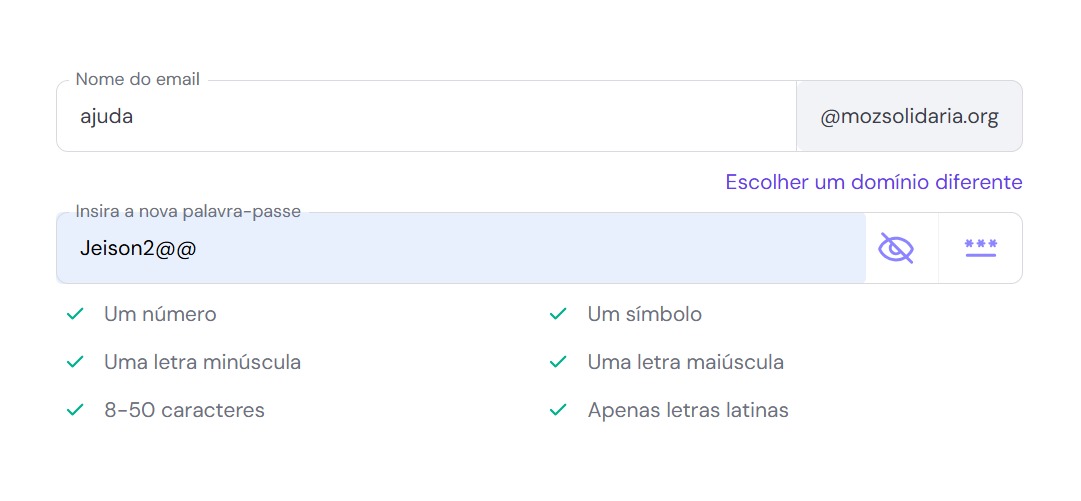 Nome do email
ajuda
@mozsolidaria.org
Escolher um domínio diferente
Insira a nova palavra-passe
Jeison2@@
***
Um número
Um símbolo
Uma letra minúscula
Uma letra maiúscula
8-50 caracteres
Apenas letras latinas